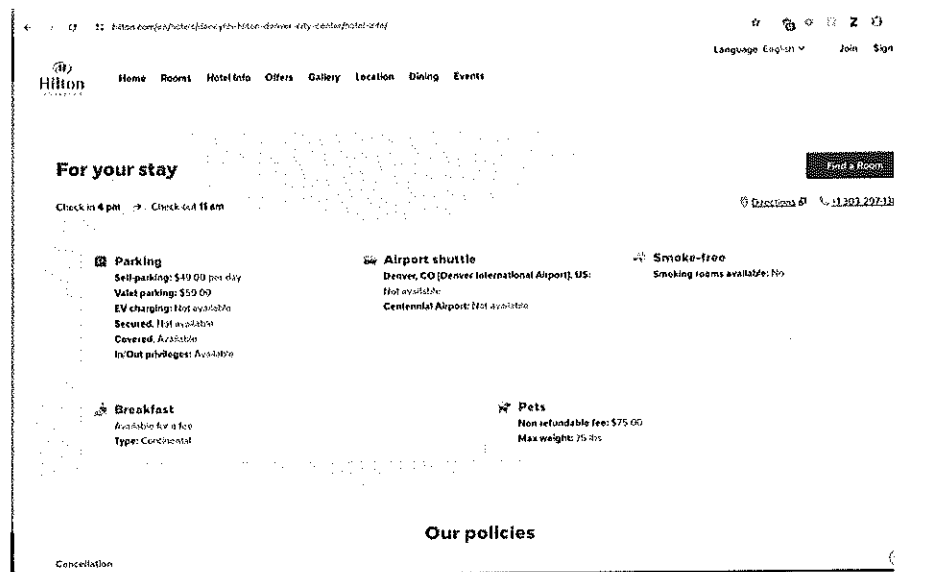 Language English
Join Sign
Hilton
Home Rooms Hotel Info Offers Gallery Location Dining Events
For your stay
Find a Room
Check in 4 pm → Check out 11 am
Directions
Parking
Self-parking: $49.00 per day
Valet parking: $59.00
EV charging: Not available
Secured: Not available
Covered: Available
In/Out privileges: Available
Airport shuttle
Denver, CO [Denver International Airport], US:
Not available
Centennial Airport: Not available
Smoke-free
Smoking rooms available: No
Breakfast
Available for a fee
Type: Continental
Pets
Non refundable fee: $75.00
Max weight: 75 lbs
Our policies
Cancellation